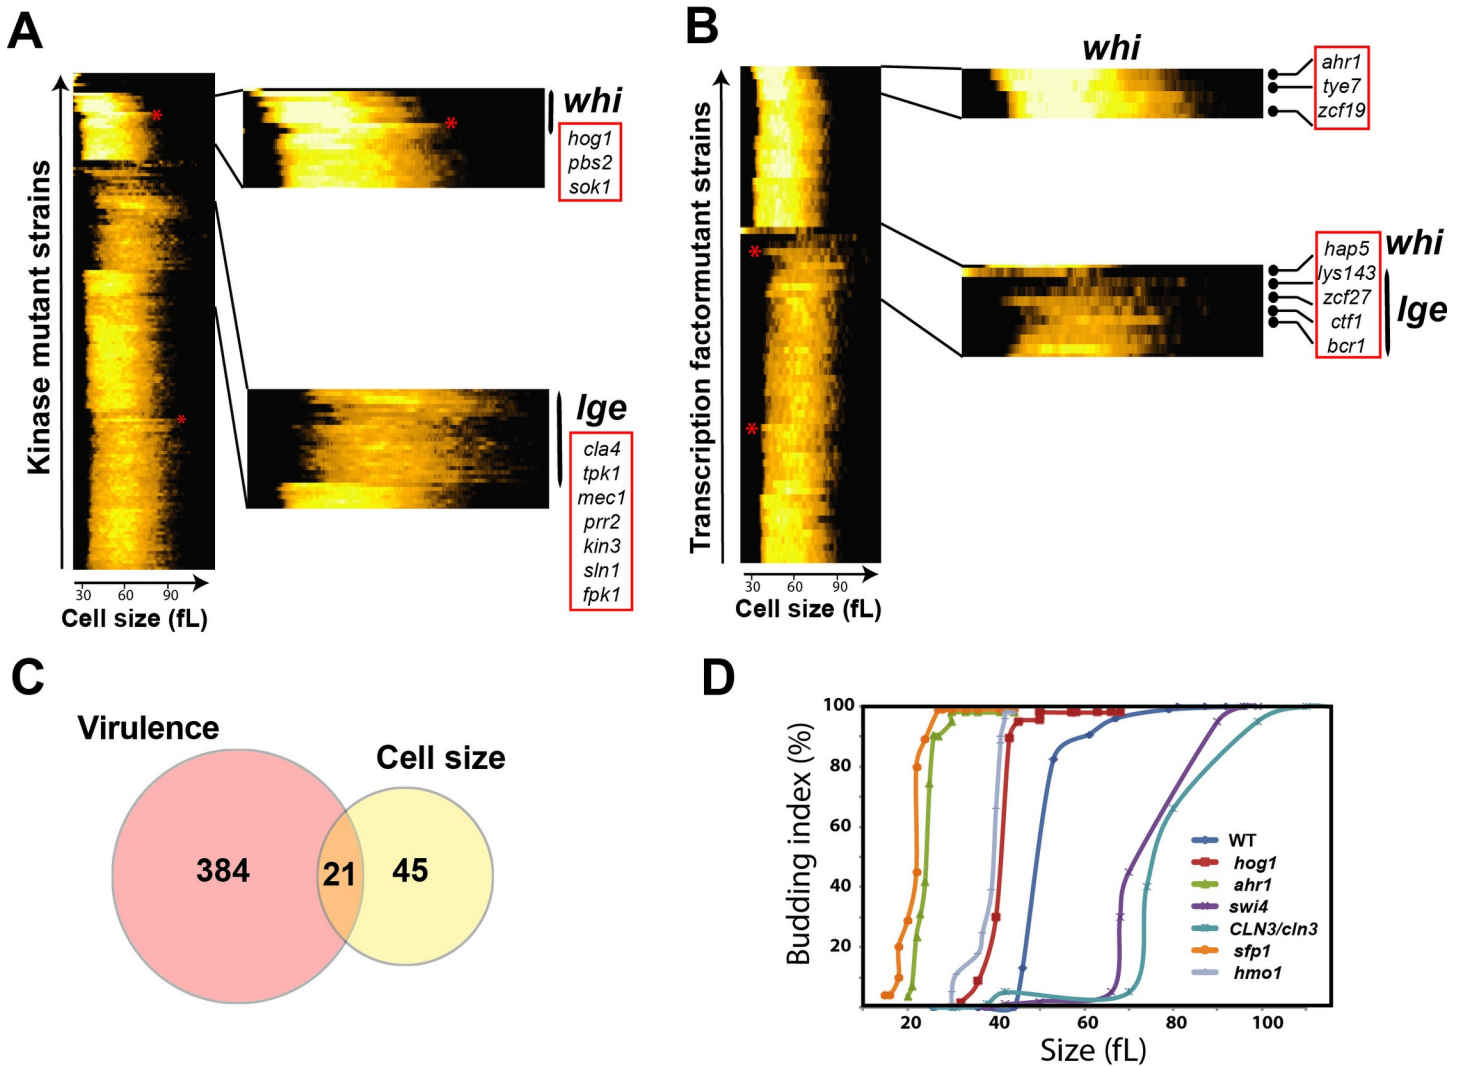 A
Kinase mutant strains
*
*
30 60 90
Cell size (fL)
*
whi
hog1
pbs2
sok1
lge
cla4
tpk1
mec1
prr2
kin3
sln1
fpk1
B
Transcription factormutant strains
*
*
30 60 90
Cell size (fL)
whi
ahr1
tye7
zcf19
hap5
lys143
zcf27
ctf1
bcr1
whi
lge
C
Virulence
Cell size
384
21
45
D
Budding index (%)
100
80
60
40
20
20 40 60 80 100
Size (fL)
WT
hog1
ahr1
swi4
CLN3/cln3
sfp1
hmo1